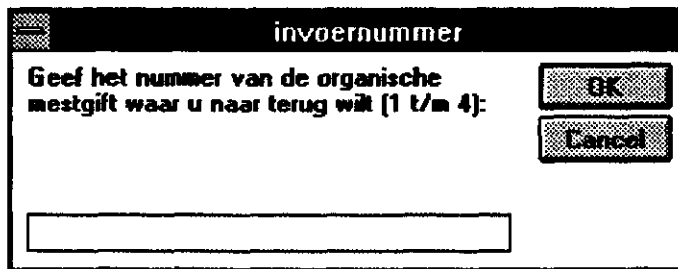 invoernummer
Geef het nummer van de organische
mestgift waar u naar terug wilt (1 t/m 4):
OK
Cancel